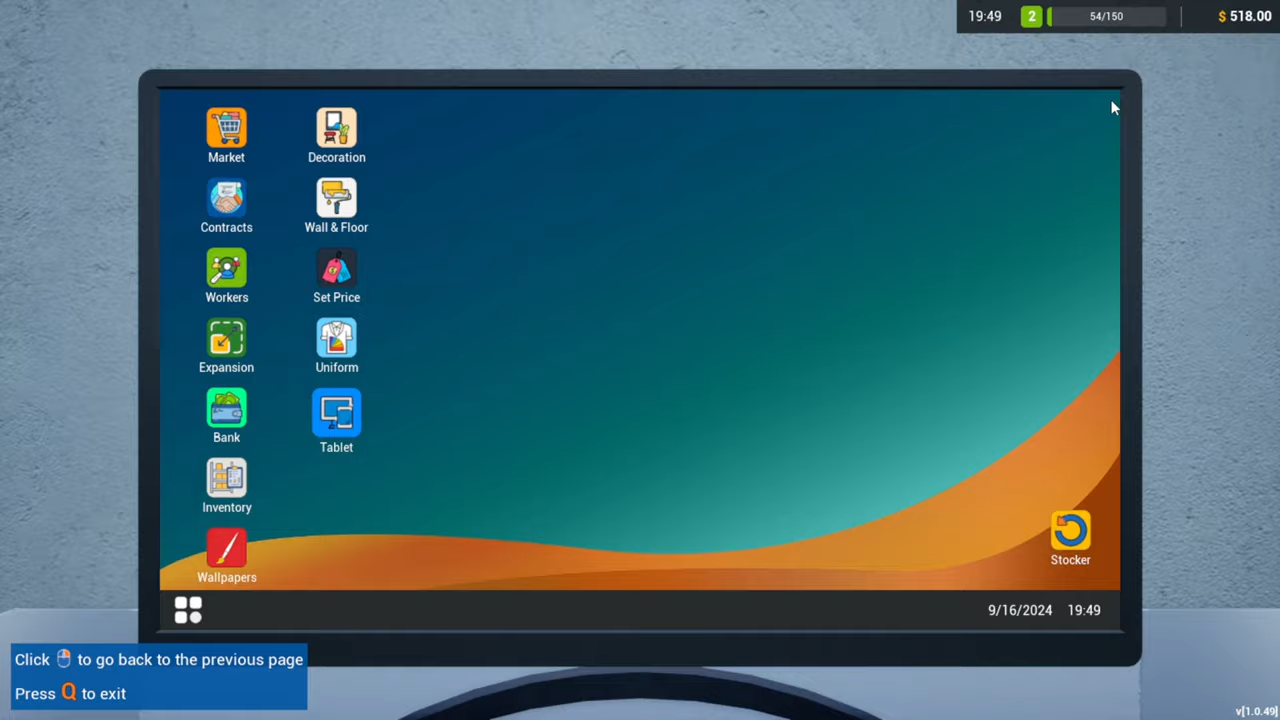 19:49 2 54/150 $ 518.00
Market
Decoration
Contracts
Wall & Floor
Workers
Set Price
Expansion
Uniform
Bank
Tablet
Inventory
Wallpapers
Stocker
9/16/2024 19:49
Click to go back to the previous page
Press Q to exit
v[1.0.49]